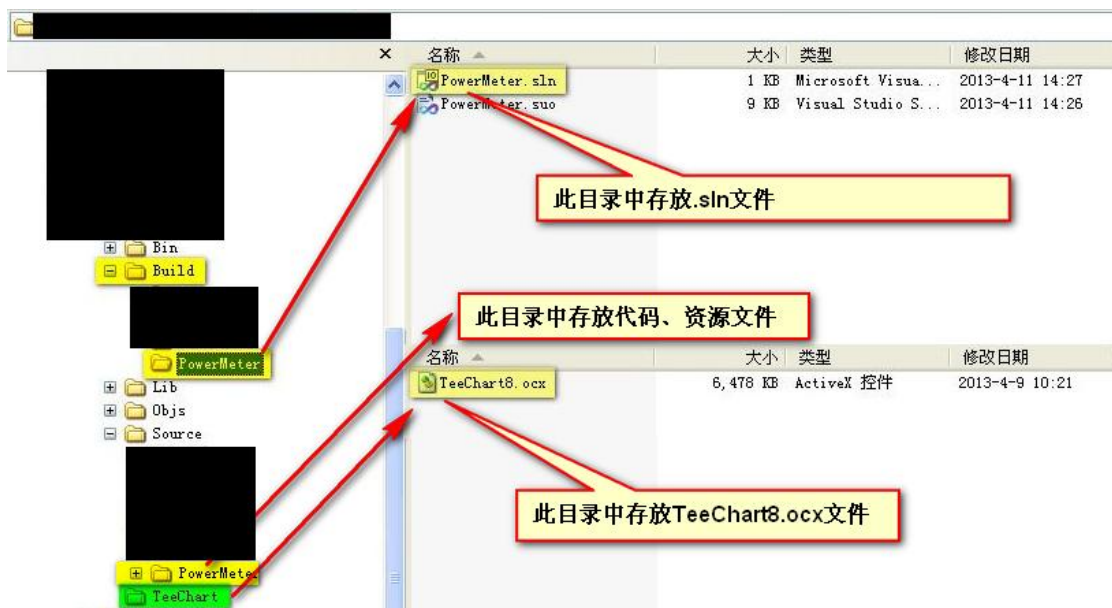 名称 大小 类型 修改日期
PowerMeter.sln 1 KB Microsoft Visua... 2013-4-11 14:27
PowerMeter.suo 9 KB Visual Studio S... 2013-4-11 14:26
此目录中存放.sln文件
Bin
Build
此目录中存放代码、资源文件
PowerMeter
名称 大小 类型 修改日期
TeeChart8.ocx 6,478 KB ActiveX 控件 2013-4-9 10:21
Lib
Objs
Source
此目录中存放TeeChart8.ocx文件
PowerMeter
TeeChart